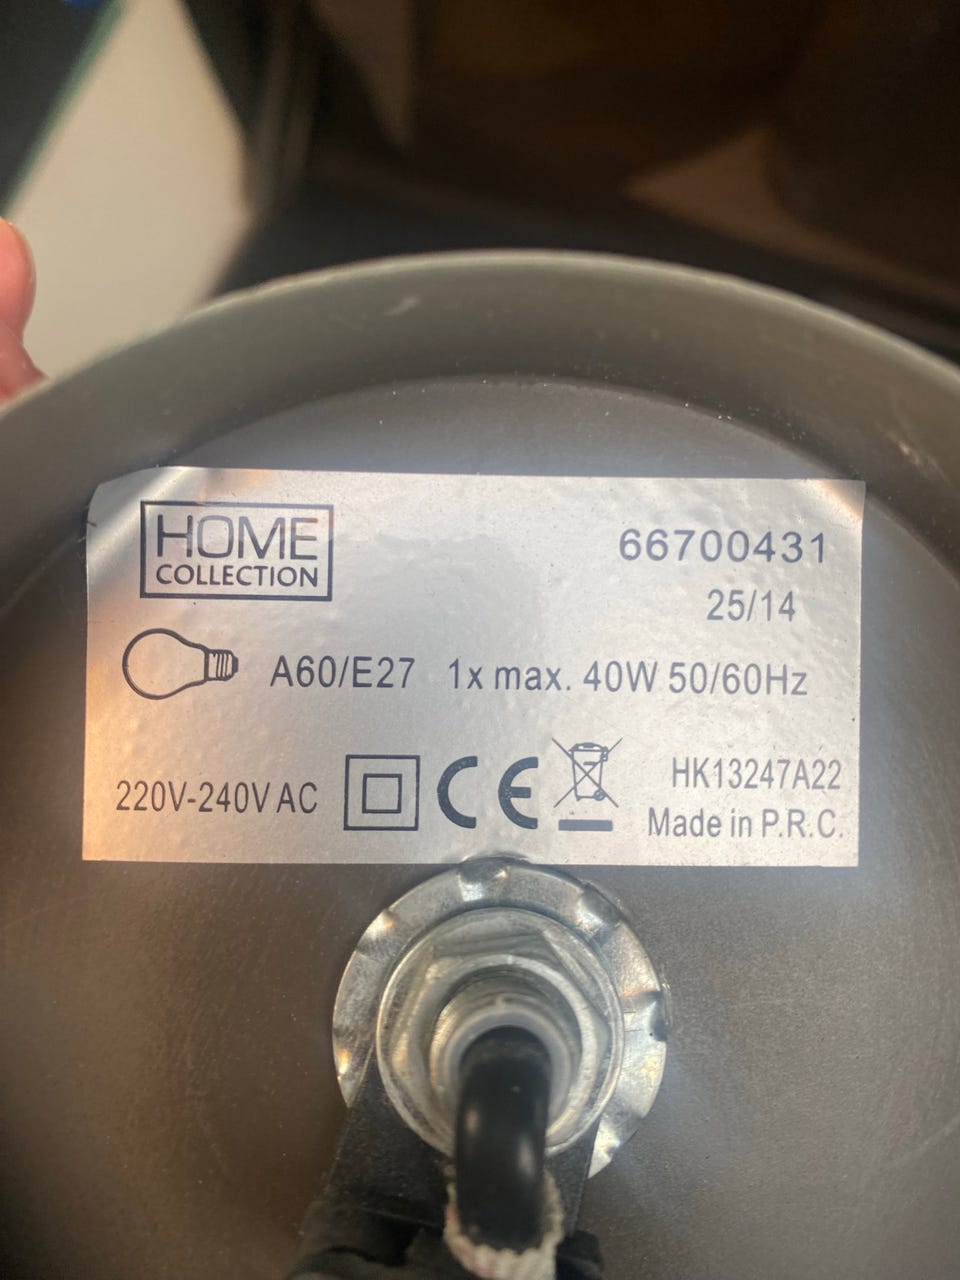 HOME
COLLECTION
66700431
25/14
A60/E27 1x max. 40W 50/60Hz
220V-240V AC
CE
HK13247A22
Made in P.R.C.